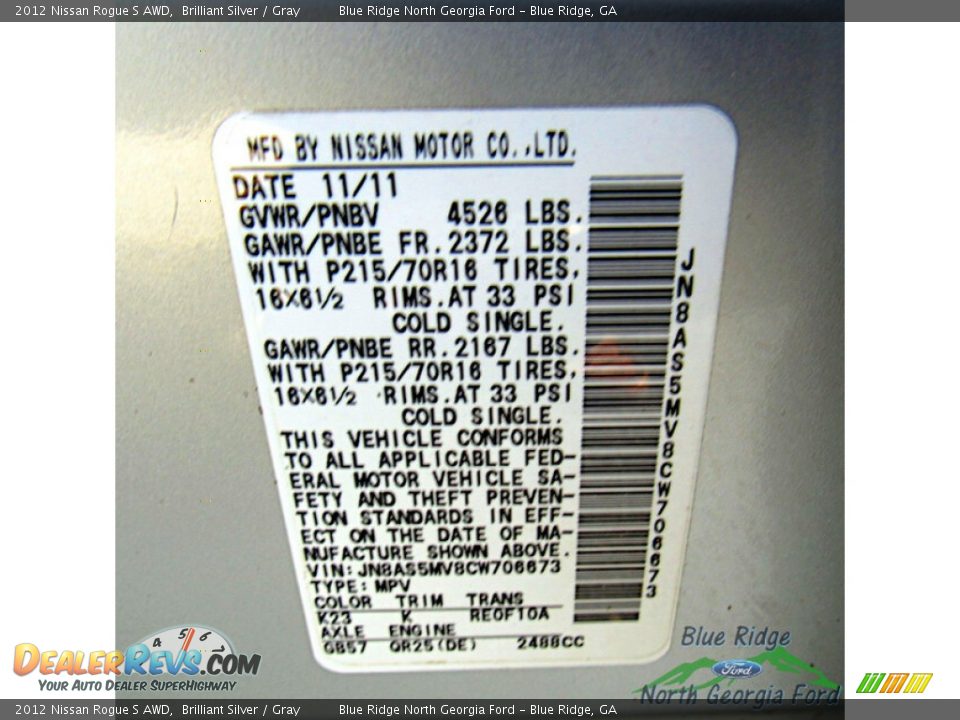 2012 Nissan Rogue S AWD, Brilliant Silver / Gray Blue Ridge North Georgia Ford - Blue Ridge, GA
MFD BY NISSAN MOTOR CO.,LTD.
DATE 11/11
GVWR/PNBV 4526 LBS.
GAWR/PNBE FR.2372 LBS.
WITH P215/70R16 TIRES,
16X6½ RIMS.AT 33 PSI
COLD SINGLE.
GAWR/PNBE RR.2167 LBS.
WITH P215/70R16 TIRES,
16X6½ RIMS.AT 33 PSI
COLD SINGLE.
THIS VEHICLE CONFORMS
TO ALL APPLICABLE FED-
ERAL MOTOR VEHICLE SA-
FETY AND THEFT PREVEN-
TION STANDARDS IN EFF-
ECT ON THE DATE OF MA-
NUFACTURE SHOWN ABOVE.
VIN:JN8AS5MV8CW706673
TYPE:MPV
COLOR TRIM TRANS
K23 K RE0F10A
AXLE ENGINE
GB57 QR25(DE) 2488CC
JN8AS5MV8CW706673
4 5 6
DEALERREVS.COM
YOUR AUTO DEALER SUPERHIGHWAY
Blue Ridge
Ford
North Georgia Ford
2012 Nissan Rogue S AWD, Brilliant Silver / Gray Blue Ridge North Georgia Ford - Blue Ridge, GA